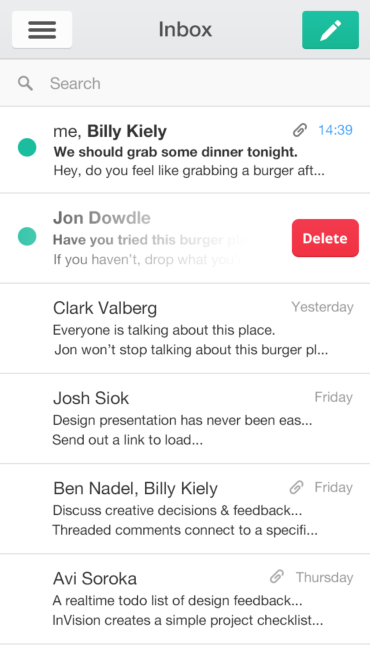 Inbox
Search
me, Billy Kiely 14:39
We should grab some dinner tonight.
Hey, do you feel like grabbing a burger aft...
Jon Dowdle
Have you tried this burger
If you haven’t, drop what you
Delete
Clark Valberg Yesterday
Everyone is talking about this place.
Jon won’t stop talking about this burger pl...
Josh Siok Friday
Design presentation has never been eas...
Send out a link to load...
Ben Nadel, Billy Kiely Friday
Discuss creative decisions & feedback...
Threaded comments connect to a specifi...
Avi Soroka Thursday
A realtime todo list of design feedback...
InVision creates a simple project checklist...